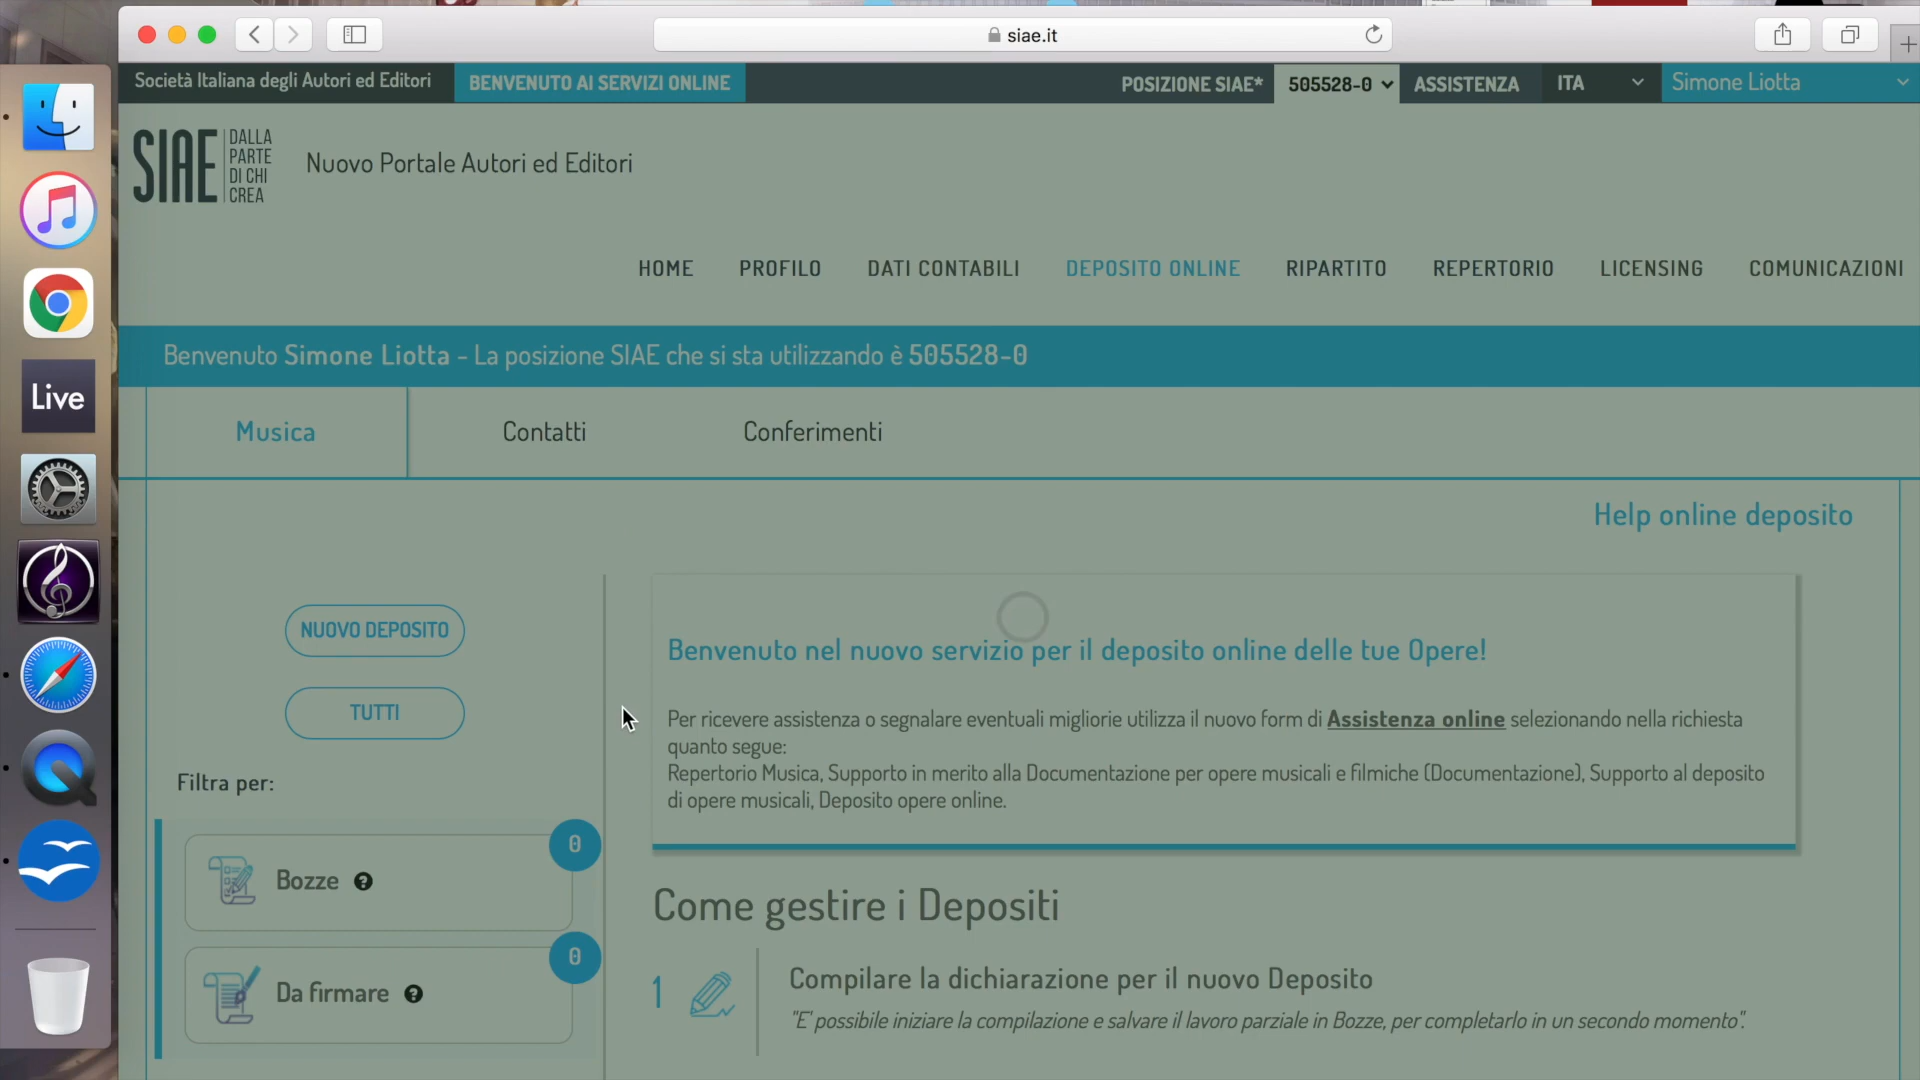 siae.it
Società Italiana degli Autori ed Editori
BENVENUTO AI SERVIZI ONLINE
POSIZIONE SIAE*
505528-0
ASSISTENZA
ITA
Simone Liotta
SIAE
DALLA
PARTE
DI CHI
CREA
Nuovo Portale Autori ed Editori
HOME
PROFILO
DATI CONTABILI
DEPOSITO ONLINE
RIPARTITO
REPERTORIO
LICENSING
COMUNICAZIONI
Benvenuto Simone Liotta - La posizione SIAE che si sta utilizzando è 505528-0
Musica
Contatti
Conferimenti
Help online deposito
Live
NUOVO DEPOSITO
TUTTI
Filtra per:
0
Bozze ?
0
Da firmare ?
Benvenuto nel nuovo servizio per il deposito online delle tue Opere!
Per ricevere assistenza o segnalare eventuali migliorie utilizza il nuovo form di Assistenza online selezionando nella richiesta
quanto segue:
Repertorio Musica, Supporto in merito alla Documentazione per opere musicali e filmiche (Documentazione), Supporto al deposito
di opere musicali, Deposito opere online.
Come gestire i Depositi
1
Compilare la dichiarazione per il nuovo Deposito
"E' possibile iniziare la compilazione e salvare il lavoro parziale in Bozze, per completarlo in un secondo momento".